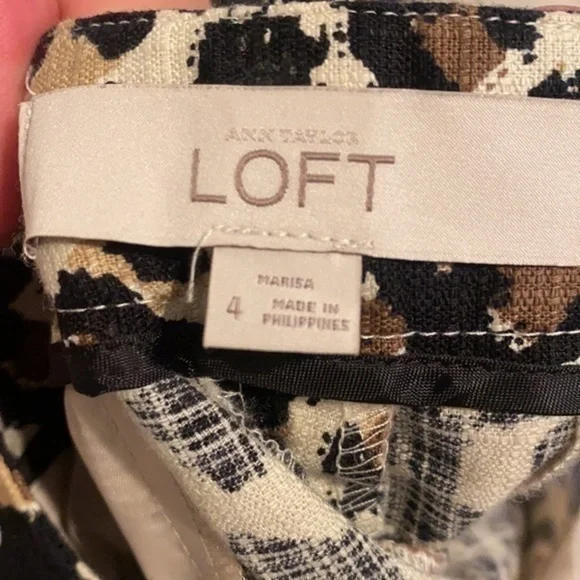 ANN TAYLOR
LOFT
MARISA
4 MADE IN
PHILIPPINES